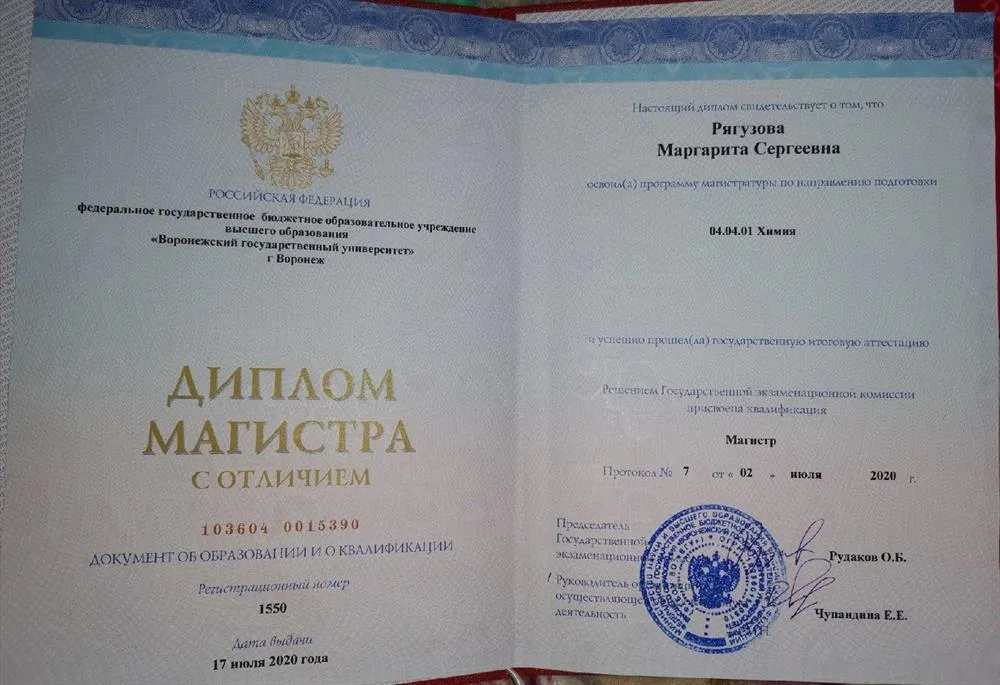 РОССИЙСКАЯ ФЕДЕРАЦИЯ
федеральное государственное бюджетное образовательное учреждение
высшего образования
«Воронежский государственный университет»
г Воронеж
ДИПЛОМ
МАГИСТРА
С ОТЛИЧИЕМ
103604 0015390
ДОКУМЕНТ ОБ ОБРАЗОВАНИИ И О КВАЛИФИКАЦИИ
Регистрационный номер
1550
Дата выдачи
17 июля 2020 года
Настоящий диплом свидетельствует о том, что
Рягузова
Маргарита Сергеевна
освоил(а) программу магистратуры по направлению подготовки
04.04.01 Химия
и успешно прошел(ла) государственную итоговую аттестацию
Решением Государственной экзаменационной комиссии
присвоена квалификация
Магистр
Протокол № 7 от « 02 » июля 2020 г.
Председатель
Государственной
экзаменационной
Рудаков О.Б.
Руководитель
осуществляющей
деятельность
Чупандина Е.Е.